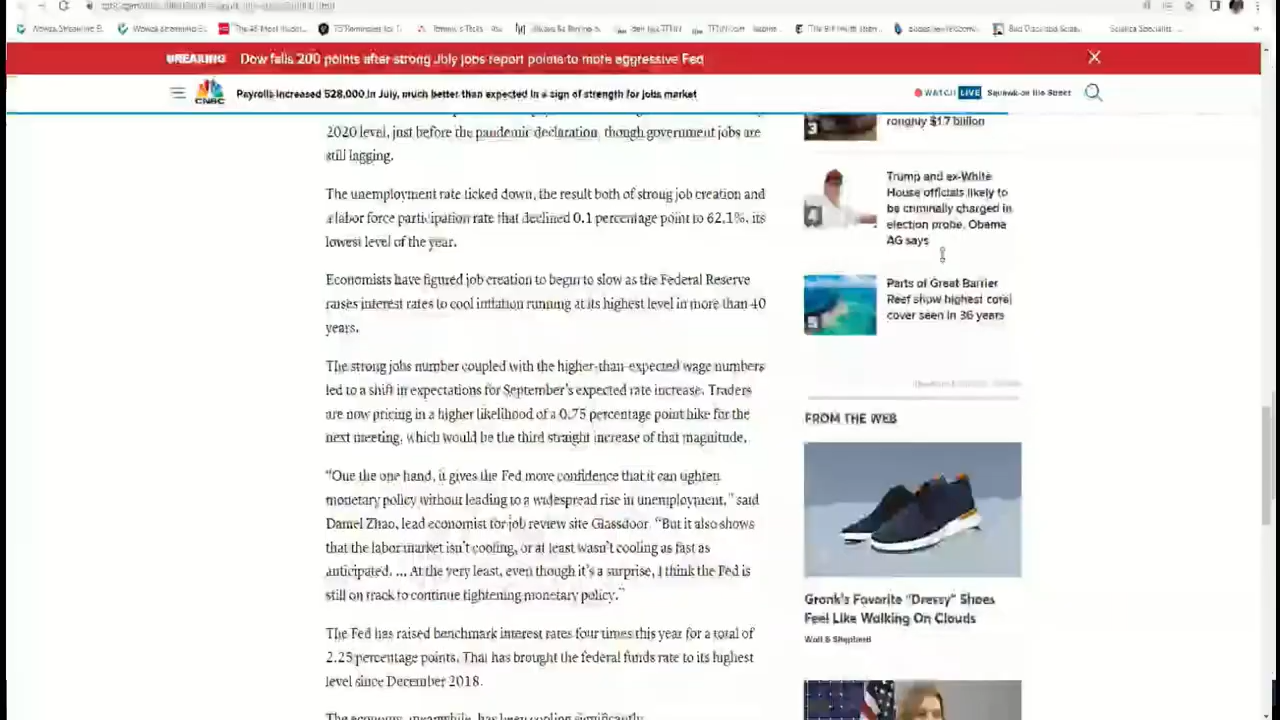 BREAKING Dow falls 200 points after strong July jobs report points to more aggressive Fed
CNBC
Payrolls increased 528,000 in July, much better than expected in a sign of strength for jobs market
WATCH LIVE Squawk on the Street
2020 level, just before the pandemic declaration, though government jobs are
still lagging.
The unemployment rate ticked down, the result both of strong job creation and
a labor force participation rate that declined 0.1 percentage point to 62.1%, its
lowest level of the year.
Economists have figured job creation to begin to slow as the Federal Reserve
raises interest rates to cool inflation running at its highest level in more than 40
years.
The strong jobs number coupled with the higher-than-expected wage numbers
led to a shift in expectations for September's expected rate increase. Traders
are now pricing in a higher likelihood of a 0.75 percentage point hike for the
next meeting, which would be the third straight increase of that magnitude.
“One the one hand, it gives the Fed more confidence that it can tighten
monetary policy without leading to a widespread rise in unemployment,” said
Daniel Zhao, lead economist for job review site Glassdoor. “But it also shows
that the labor market isn't cooling, or at least wasn't cooling as fast as
anticipated. … At the very least, even though it's a surprise, I think the Fed is
still on track to continue tightening monetary policy.”
The Fed has raised benchmark interest rates four times this year for a total of
2.25 percentage points. That has brought the federal funds rate to its highest
level since December 2018.
The economy, meanwhile, has been cooling significantly.
3
roughly $1.7 billion
4
Trump and ex-White
House officials likely to
be criminally charged in
election probe, Obama
AG says
5
Parts of Great Barrier
Reef show highest coral
cover seen in 36 years
FROM THE WEB
Gronk's Favorite “Dressy” Shoes
Feel Like Walking On Clouds
Wolf & Shepherd